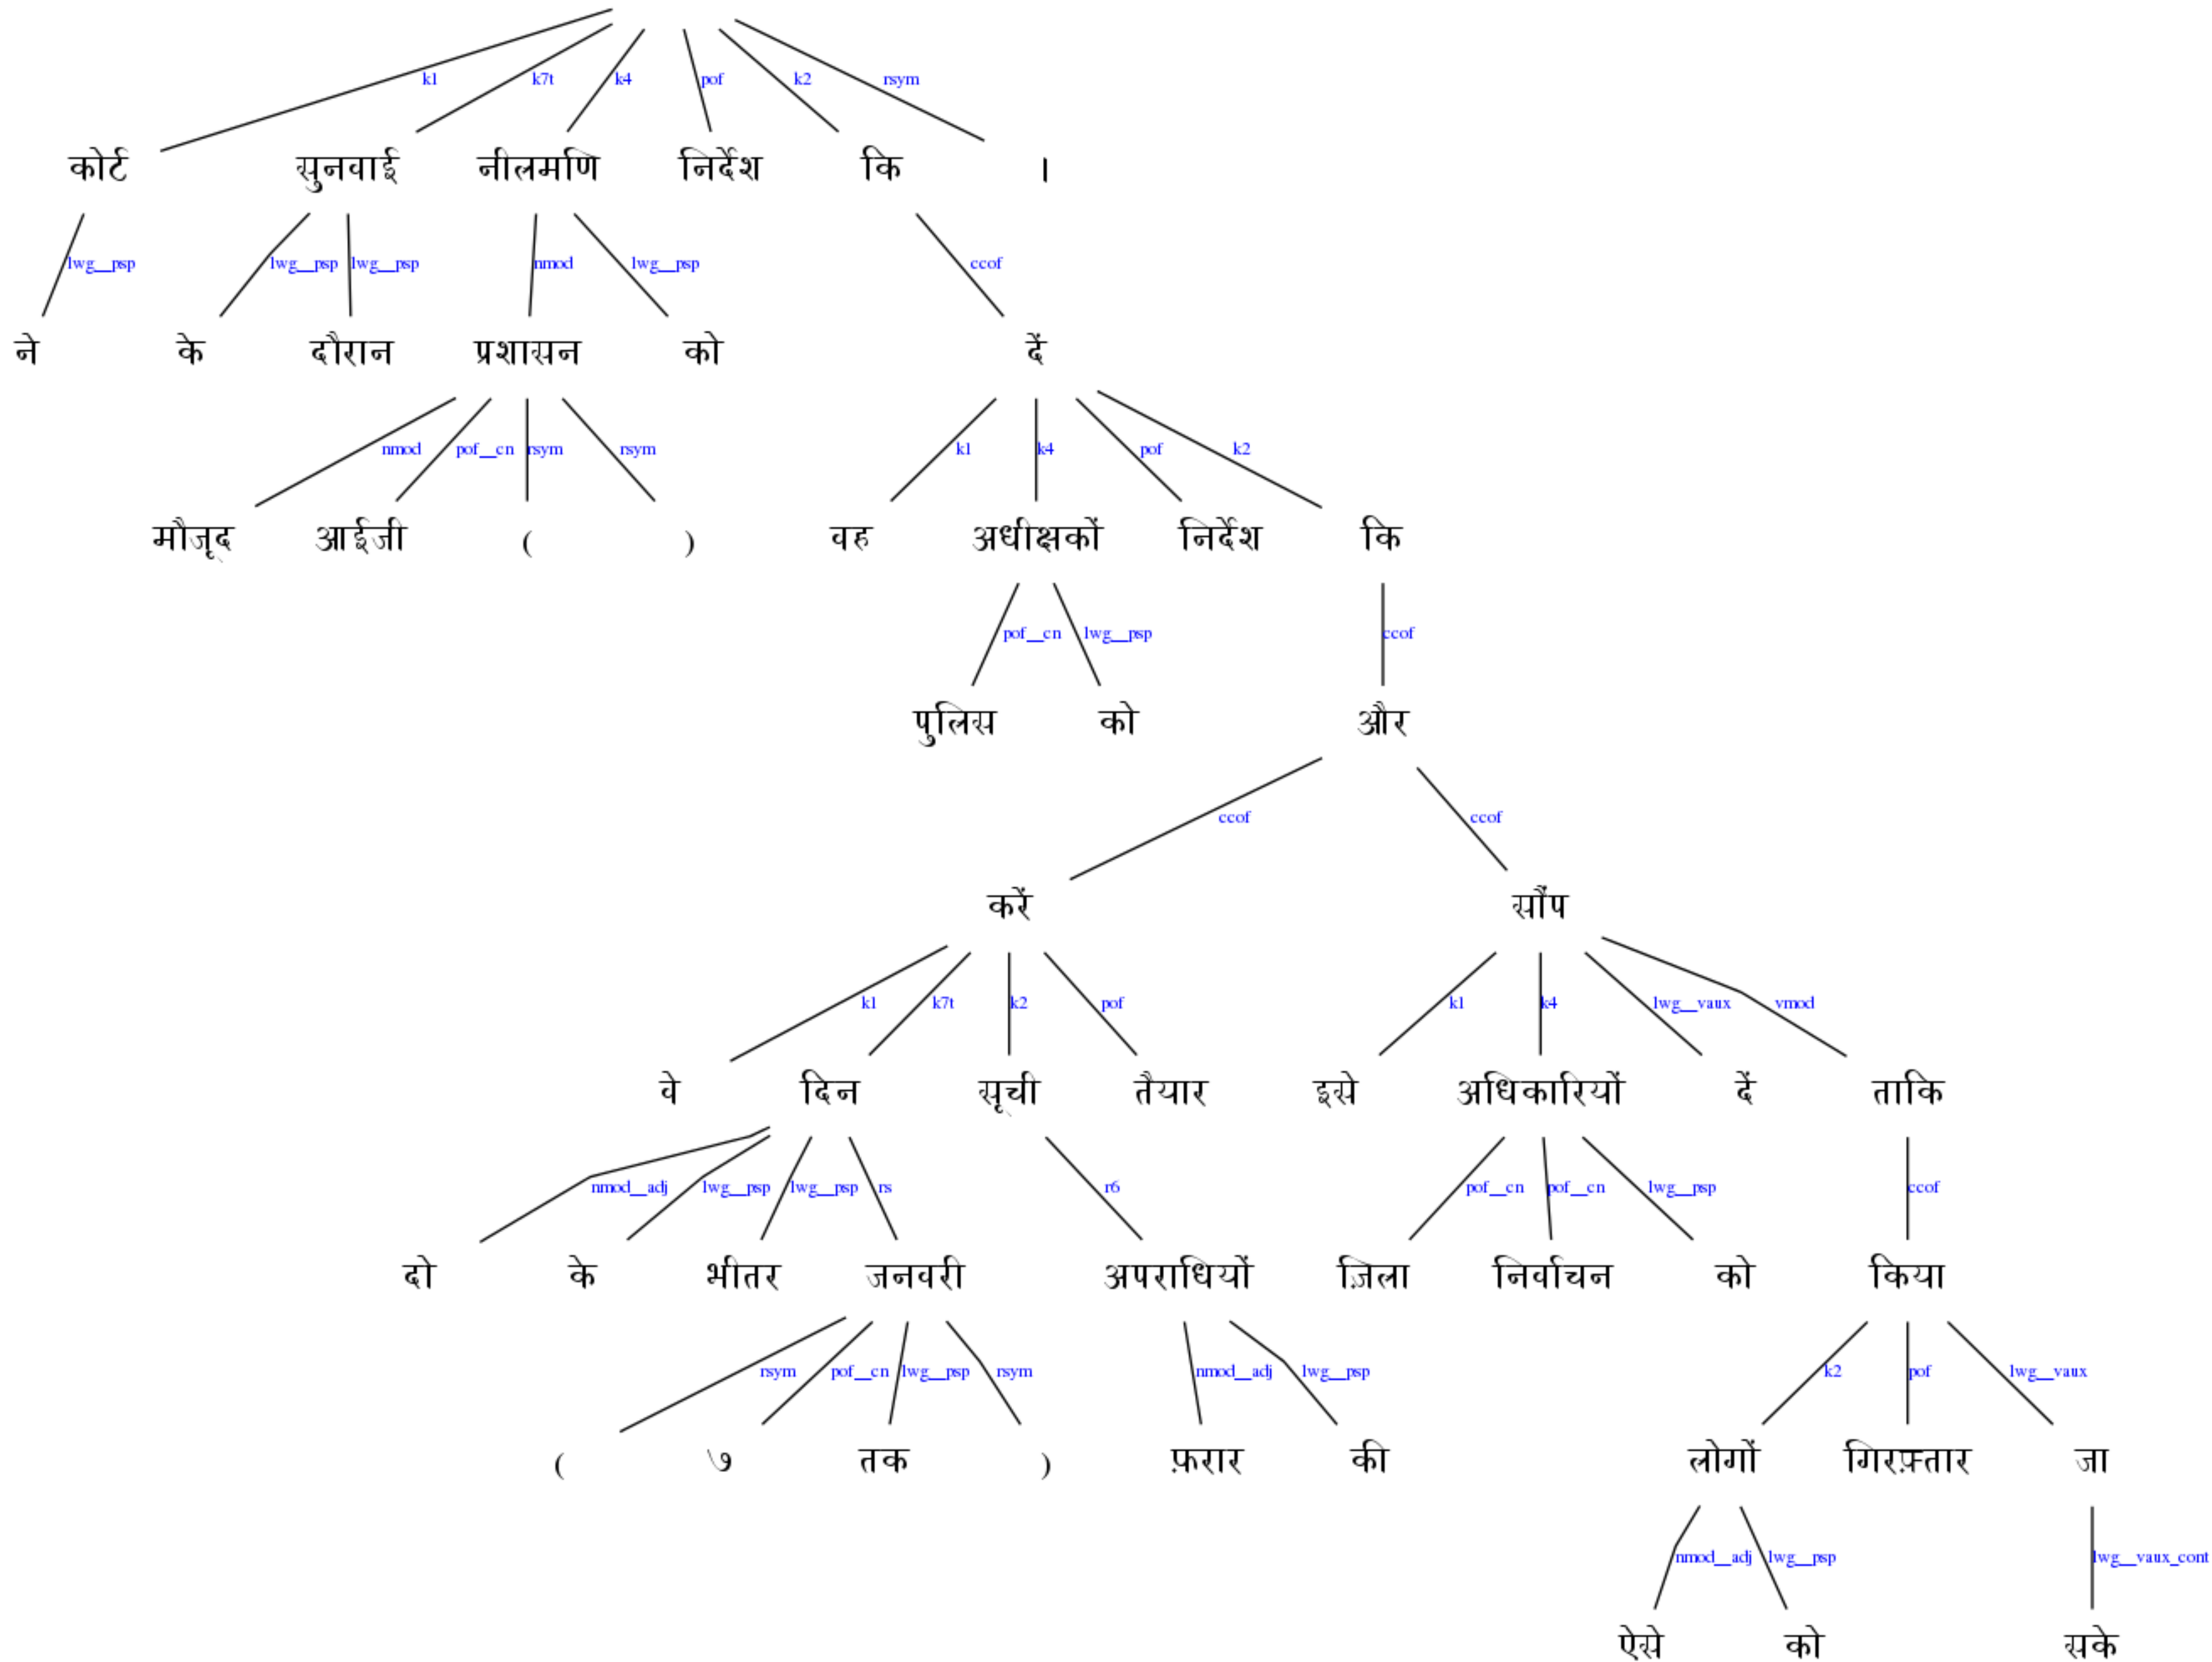 k1 k7t k4 pof k2 rsym
कोर्ट सुनवाई नीलमणि निर्देश कि ।
lwg__psp lwg__psp lwg__psp nmod lwg__psp ccof
ने के दौरान प्रशासन को दें
nmod pof__cn rsym rsym k1 k4 pof k2
मौजूद आईजी ( ) वह अधीक्षकों निर्देश कि
pof__cn lwg__psp ccof
पुलिस को और
ccof ccof
करें सौंप
k1 k7t k2 pof k1 k4 lwg__vaux vmod
वे दिन सूची तैयार इसे अधिकारियों दें ताकि
nmod__adj lwg__psp lwg__psp rs r6 pof__cn pof__cn lwg__psp ccof
दो के भीतर जनवरी अपराधियों ज़िला निर्वाचन को किया
rsym pof__cn lwg__psp rsym nmod__adj lwg__psp k2 pof lwg__vaux
( ७ तक ) फ़रार की लोगों गिरफ़्तार जा
nmod__adj lwg__psp lwg__vaux_cont
ऐसे को सके